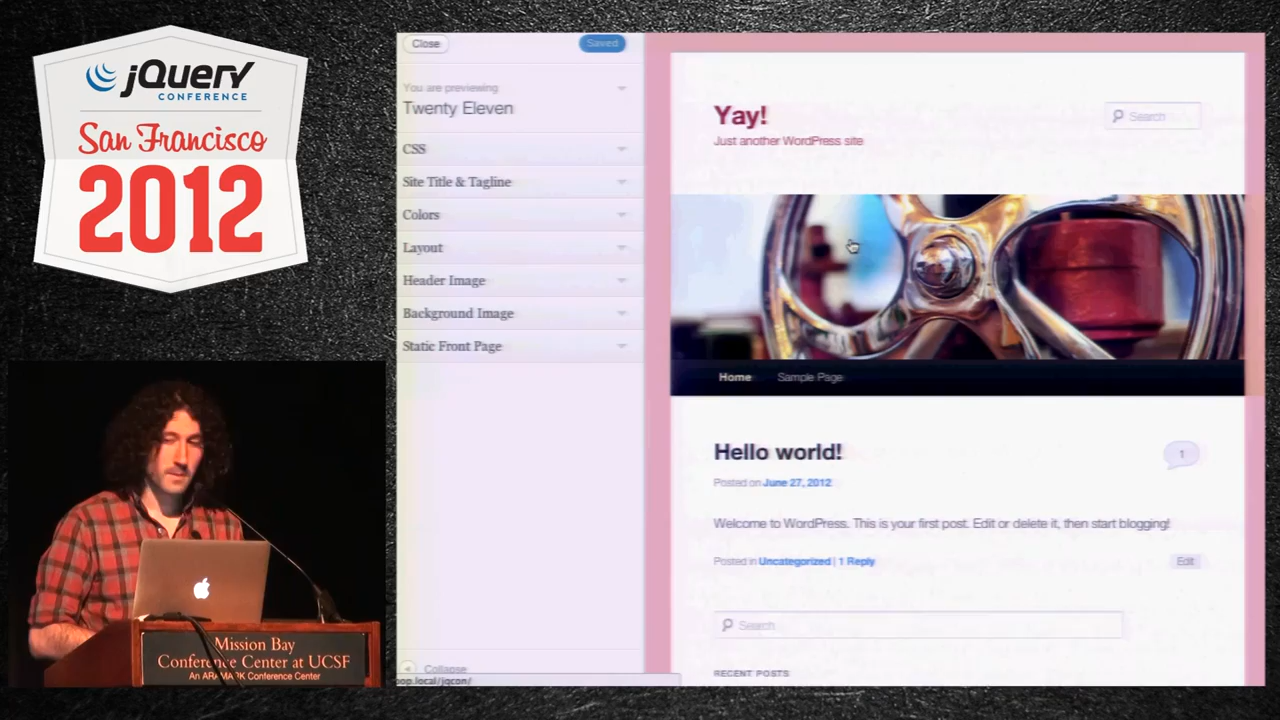 jQuery
CONFERENCE
San Francisco
2012
Mission Bay
Conference Center at UCSF
An ARAMARK Conference Center
Close
Saved
You are previewing
Twenty Eleven
CSS
Site Title & Tagline
Colors
Layout
Header Image
Background Image
Static Front Page
Collapse
Yay!
Search
Just another WordPress site
Home Sample Page
Hello world!
1
Posted on June 27, 2012
Welcome to WordPress. This is your first post. Edit or delete it, then start blogging!
Posted in Uncategorized | 1 Reply
Edit
Search
RECENT POSTS